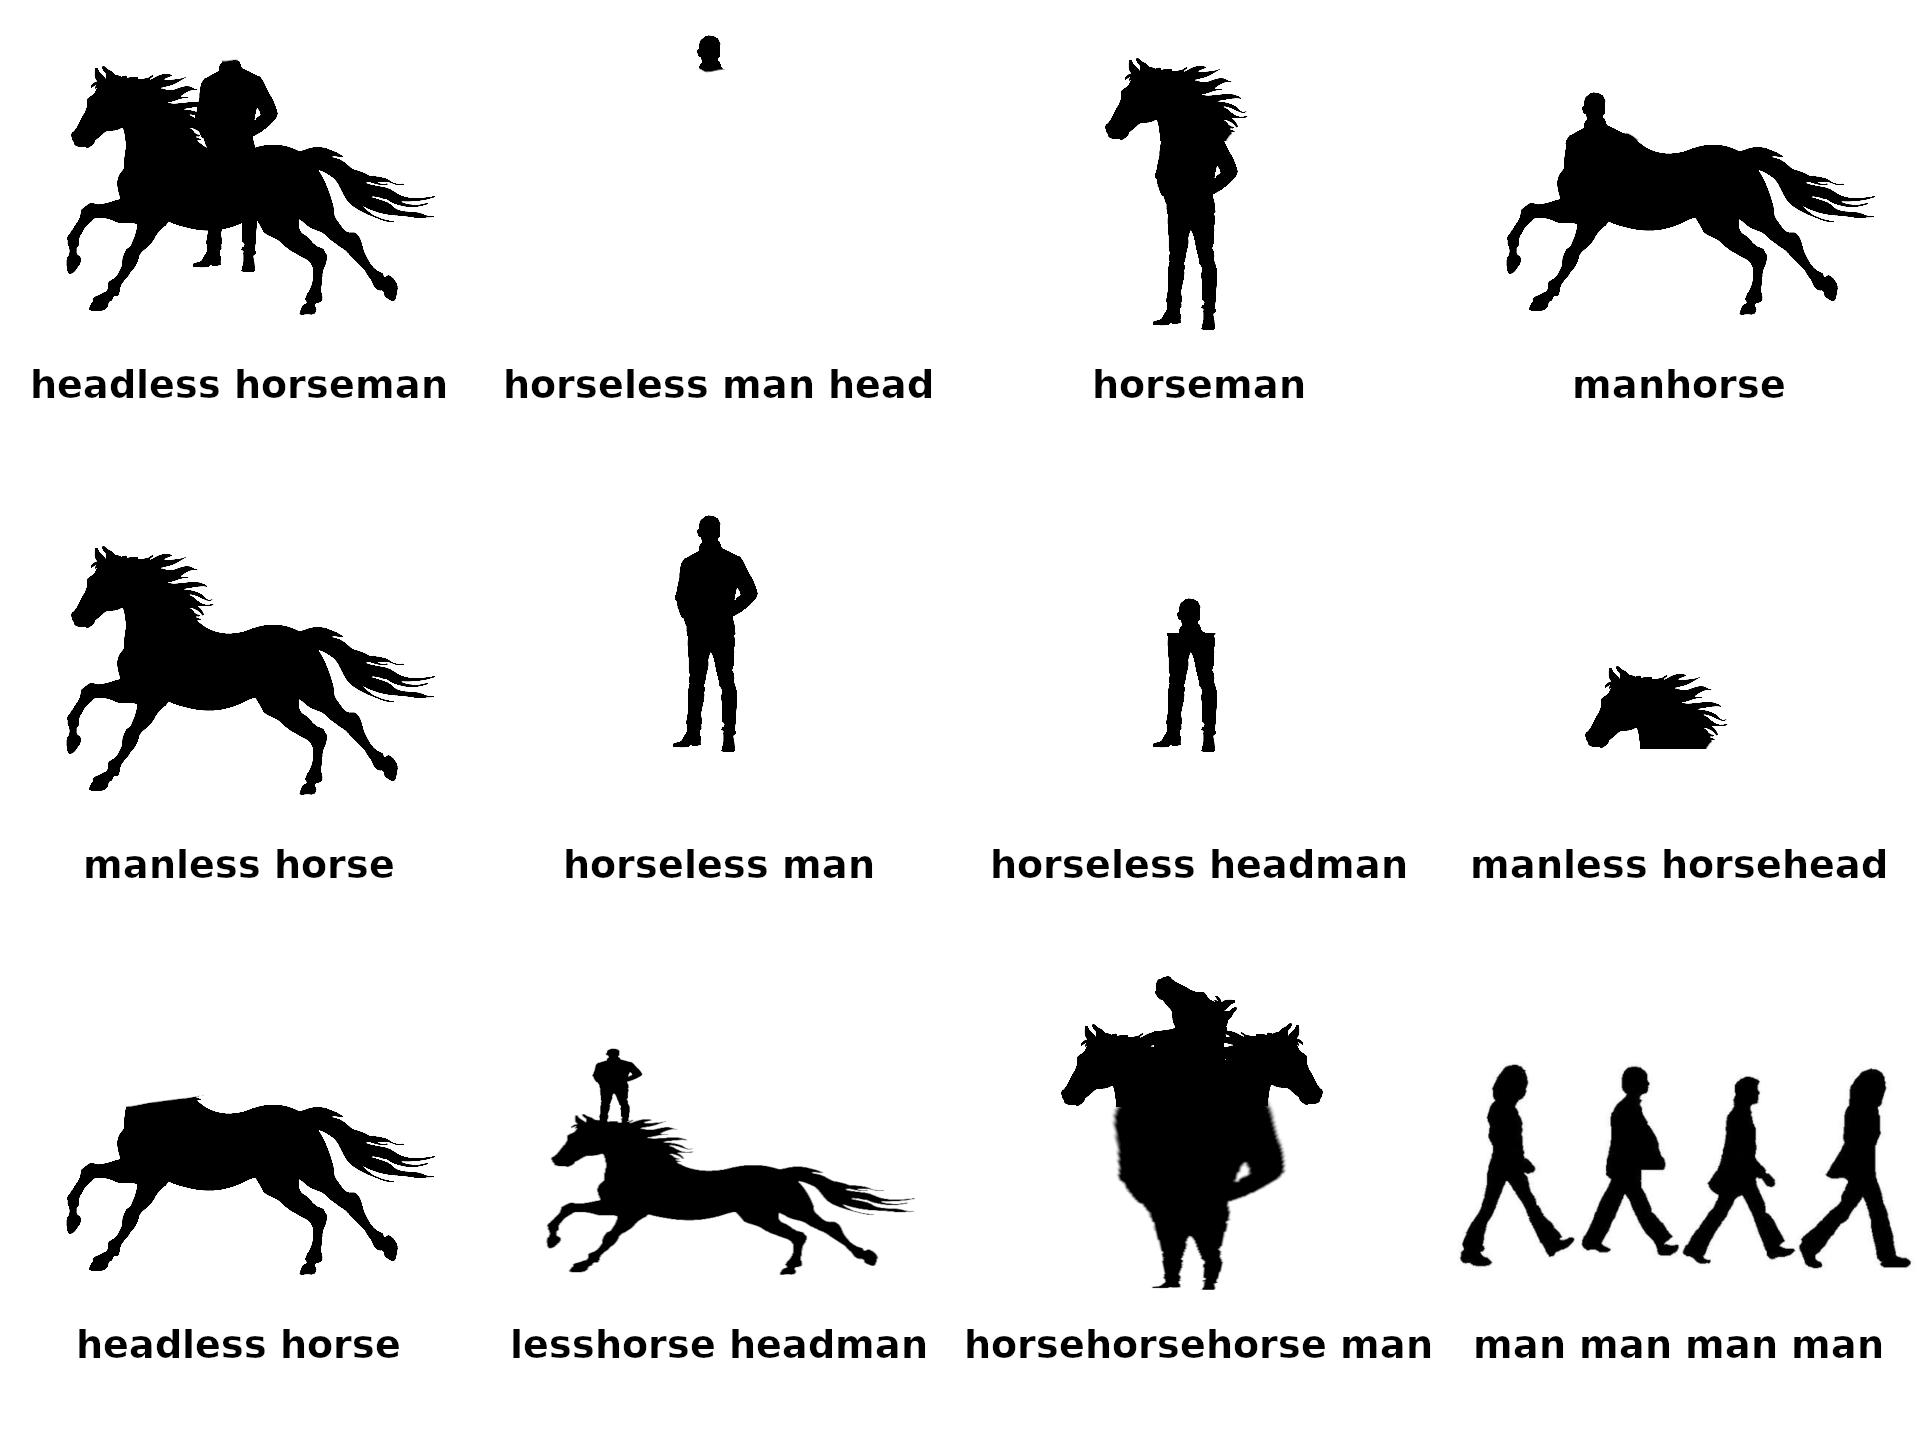 headless horseman
horseless man head
horseman
manhorse
manless horse
horseless man
horseless headman
manless horsehead
headless horse
lesshorse headman
horsehorsehorse man
man man man man